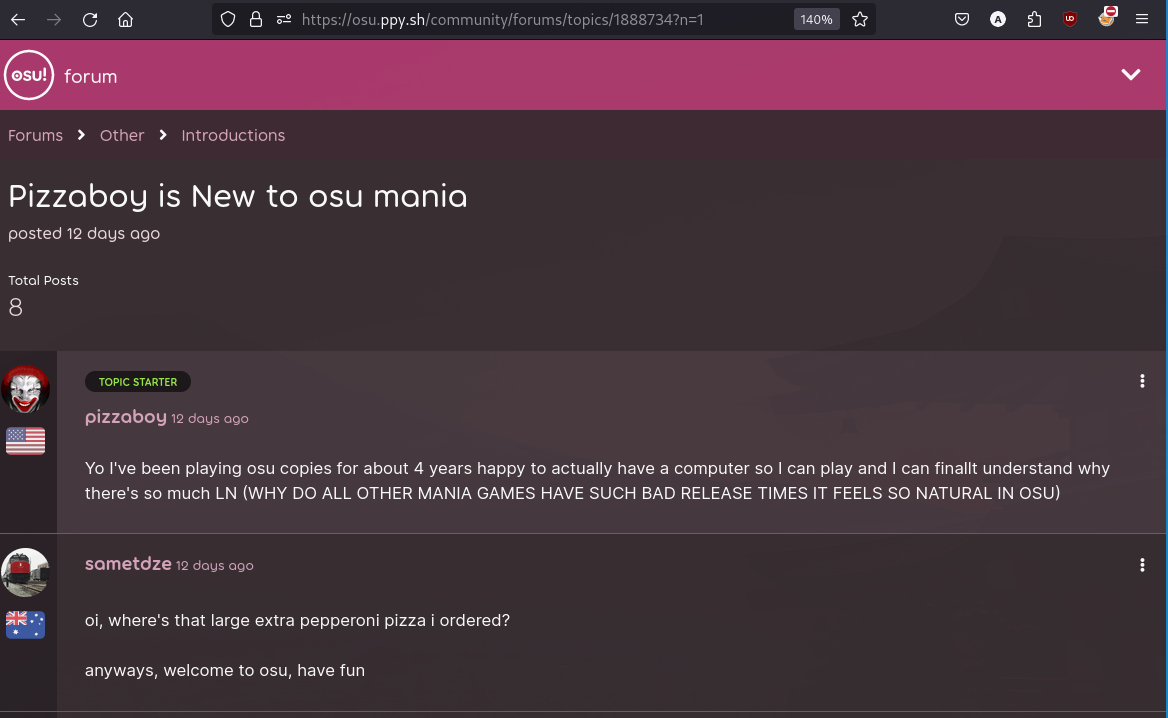 https://osu.ppy.sh/community/forums/topics/1888734?n=1
140%
A
UD
osu! forum
Forums Other Introductions
Pizzaboy is New to osu mania
posted 12 days ago
Total Posts
8
TOPIC STARTER
pizzaboy 12 days ago
Yo I've been playing osu copies for about 4 years happy to actually have a computer so I can play and I can finallt understand why
there's so much LN (WHY DO ALL OTHER MANIA GAMES HAVE SUCH BAD RELEASE TIMES IT FEELS SO NATURAL IN OSU)
sametdze 12 days ago
oi, where's that large extra pepperoni pizza i ordered?
anyways, welcome to osu, have fun